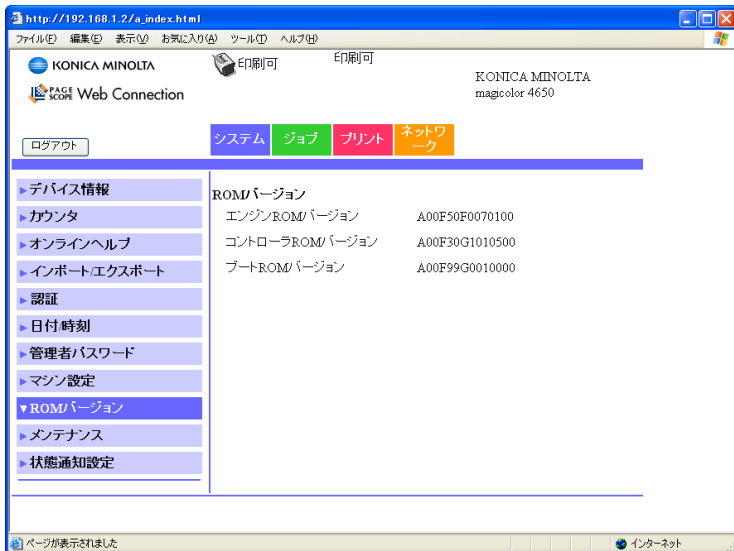 http://192.168.1.2/a_index.html
ファイル(F) 編集(E) 表示(V) お気に入り(A) ツール(T) ヘルプ(H)
KONICA MINOLTA
印刷可
印刷可
KONICA MINOLTA
magicolor 4650
PAGE SCOPE Web Connection
ログアウト
システム
ジョブ
プリント
ネットワ
ーク
デバイス情報
カウンタ
オンラインヘルプ
インポート/エクスポート
認証
日付/時刻
管理者パスワード
マシン設定
ROMバージョン
メンテナンス
状態通知設定
ROMバージョン
エンジンROMバージョン A00F50F0070100
コントローラROMバージョン A00F30G1010500
ブートROMバージョン A00F99G0010000
ページが表示されました
インターネット